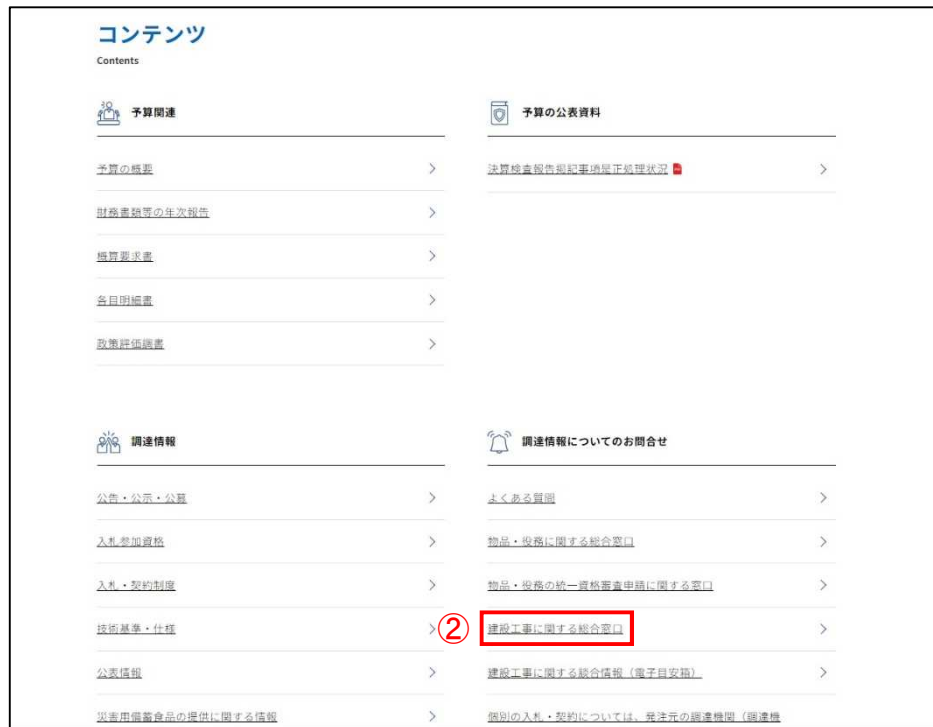 コンテンツ
Contents
予算関連
予算の概要
財務書類等の年次報告
概算要求書
各目明細書
政策評価調書
予算の公表資料
決算検査報告掲記事項是正処理状況
調達情報
公告・公示・公募
入札参加資格
入札・契約制度
技術基準・仕様
公表情報
災害用備蓄食品の提供に関する情報
調達情報についてのお問合せ
よくある質問
物品・役務に関する総合窓口
物品・役務の統一資格審査申請に関する窓口
②
建設工事に関する総合窓口
建設工事に関する談合情報（電子目安箱）
個別の入札・契約については、発注元の調達機関（調達機